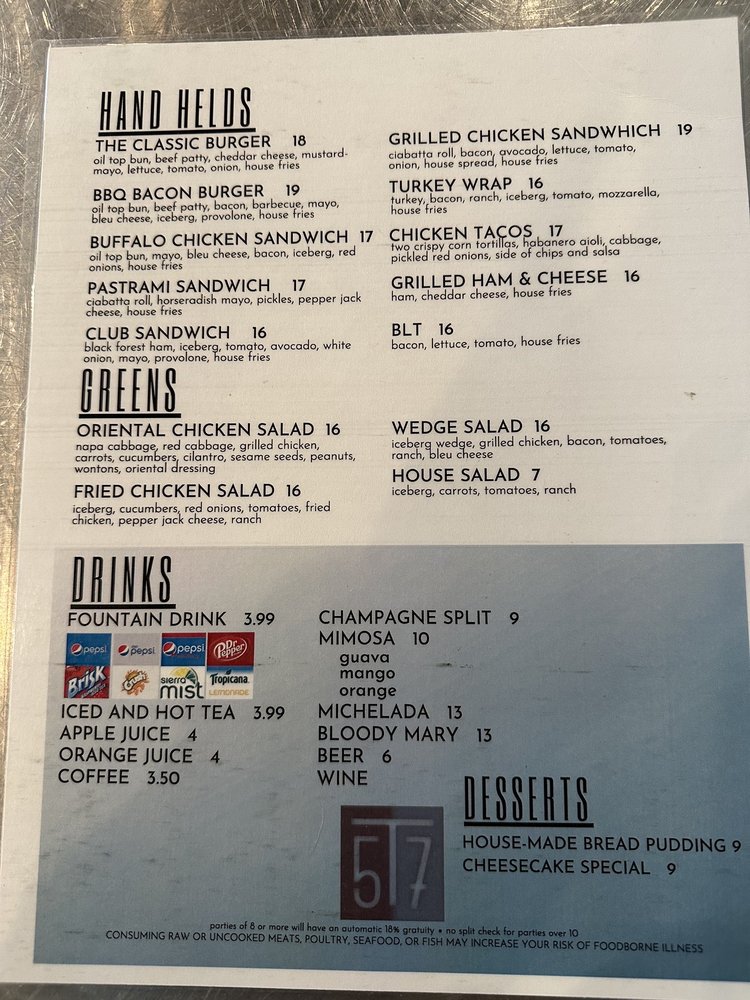 HAND HELDS
THE CLASSIC BURGER 18
oil top bun, beef patty, cheddar cheese, mustard-
mayo, lettuce, tomato, onion, house fries
BBQ BACON BURGER 19
oil top bun, beef patty, bacon, barbecue, mayo,
bleu cheese, iceberg, provolone, house fries
BUFFALO CHICKEN SANDWICH 17
oil top bun, mayo, bleu cheese, bacon, iceberg, red
onions, house fries
PASTRAMI SANDWICH 17
ciabatta roll, horseradish mayo, pickles, pepper jack
cheese, house fries
CLUB SANDWICH 16
black forest ham, iceberg, tomato, avocado, white
onion, mayo, provolone, house fries
GRILLED CHICKEN SANDWHICH 19
ciabatta roll, bacon, avocado, lettuce, tomato,
onion, house spread, house fries
TURKEY WRAP 16
turkey, bacon, ranch, iceberg, tomato, mozzarella,
house fries
CHICKEN TACOS 17
two crispy corn tortillas, habanero aioli, cabbage,
pickled red onions, side of chips and salsa
GRILLED HAM & CHEESE 16
ham, cheddar cheese, house fries
BLT 16
bacon, lettuce, tomato, house fries
GREENS
ORIENTAL CHICKEN SALAD 16
napa cabbage, red cabbage, grilled chicken,
carrots, cucumbers, cilantro, sesame seeds, peanuts,
wontons, oriental dressing
FRIED CHICKEN SALAD 16
iceberg, cucumbers, red onions, tomatoes, fried
chicken, pepper jack cheese, ranch
WEDGE SALAD 16
iceberg wedge, grilled chicken, bacon, tomatoes,
ranch, bleu cheese
HOUSE SALAD 7
iceberg, carrots, tomatoes, ranch
DRINKS
FOUNTAIN DRINK 3.99
pepsi pepsi pepsi Dr Pepper
Brisk Crush sierra mist Tropicana LEMONADE
ICED AND HOT TEA 3.99
APPLE JUICE 4
ORANGE JUICE 4
COFFEE 3.50
CHAMPAGNE SPLIT 9
MIMOSA 10
guava
mango
orange
MICHELADA 13
BLOODY MARY 13
BEER 6
WINE
DESSERTS
HOUSE-MADE BREAD PUDDING 9
CHEESECAKE SPECIAL 9
5T7
parties of 8 or more will have an automatic 18% gratuity • no split check for parties over 10
CONSUMING RAW OR UNCOOKED MEATS, POULTRY, SEAFOOD, OR FISH MAY INCREASE YOUR RISK OF FOODBORNE ILLNESS